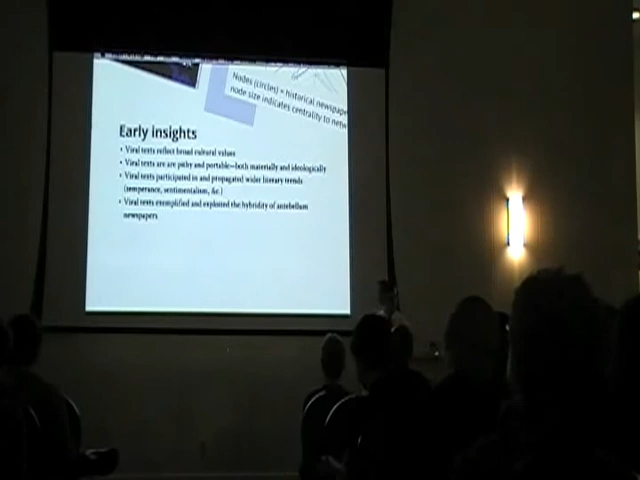 Nodes (circles) = historical newspape
node size indicates centrality to netw
Early insights
• Viral texts reflect broad cultural values
• Viral texts are are pithy and portable—both materially and ideologically
• Viral texts participated in and propagated wider literary trends
(temperance, sentimentalism, &c.)
• Viral texts exemplified and exploited the hybridity of antebellum
newspapers